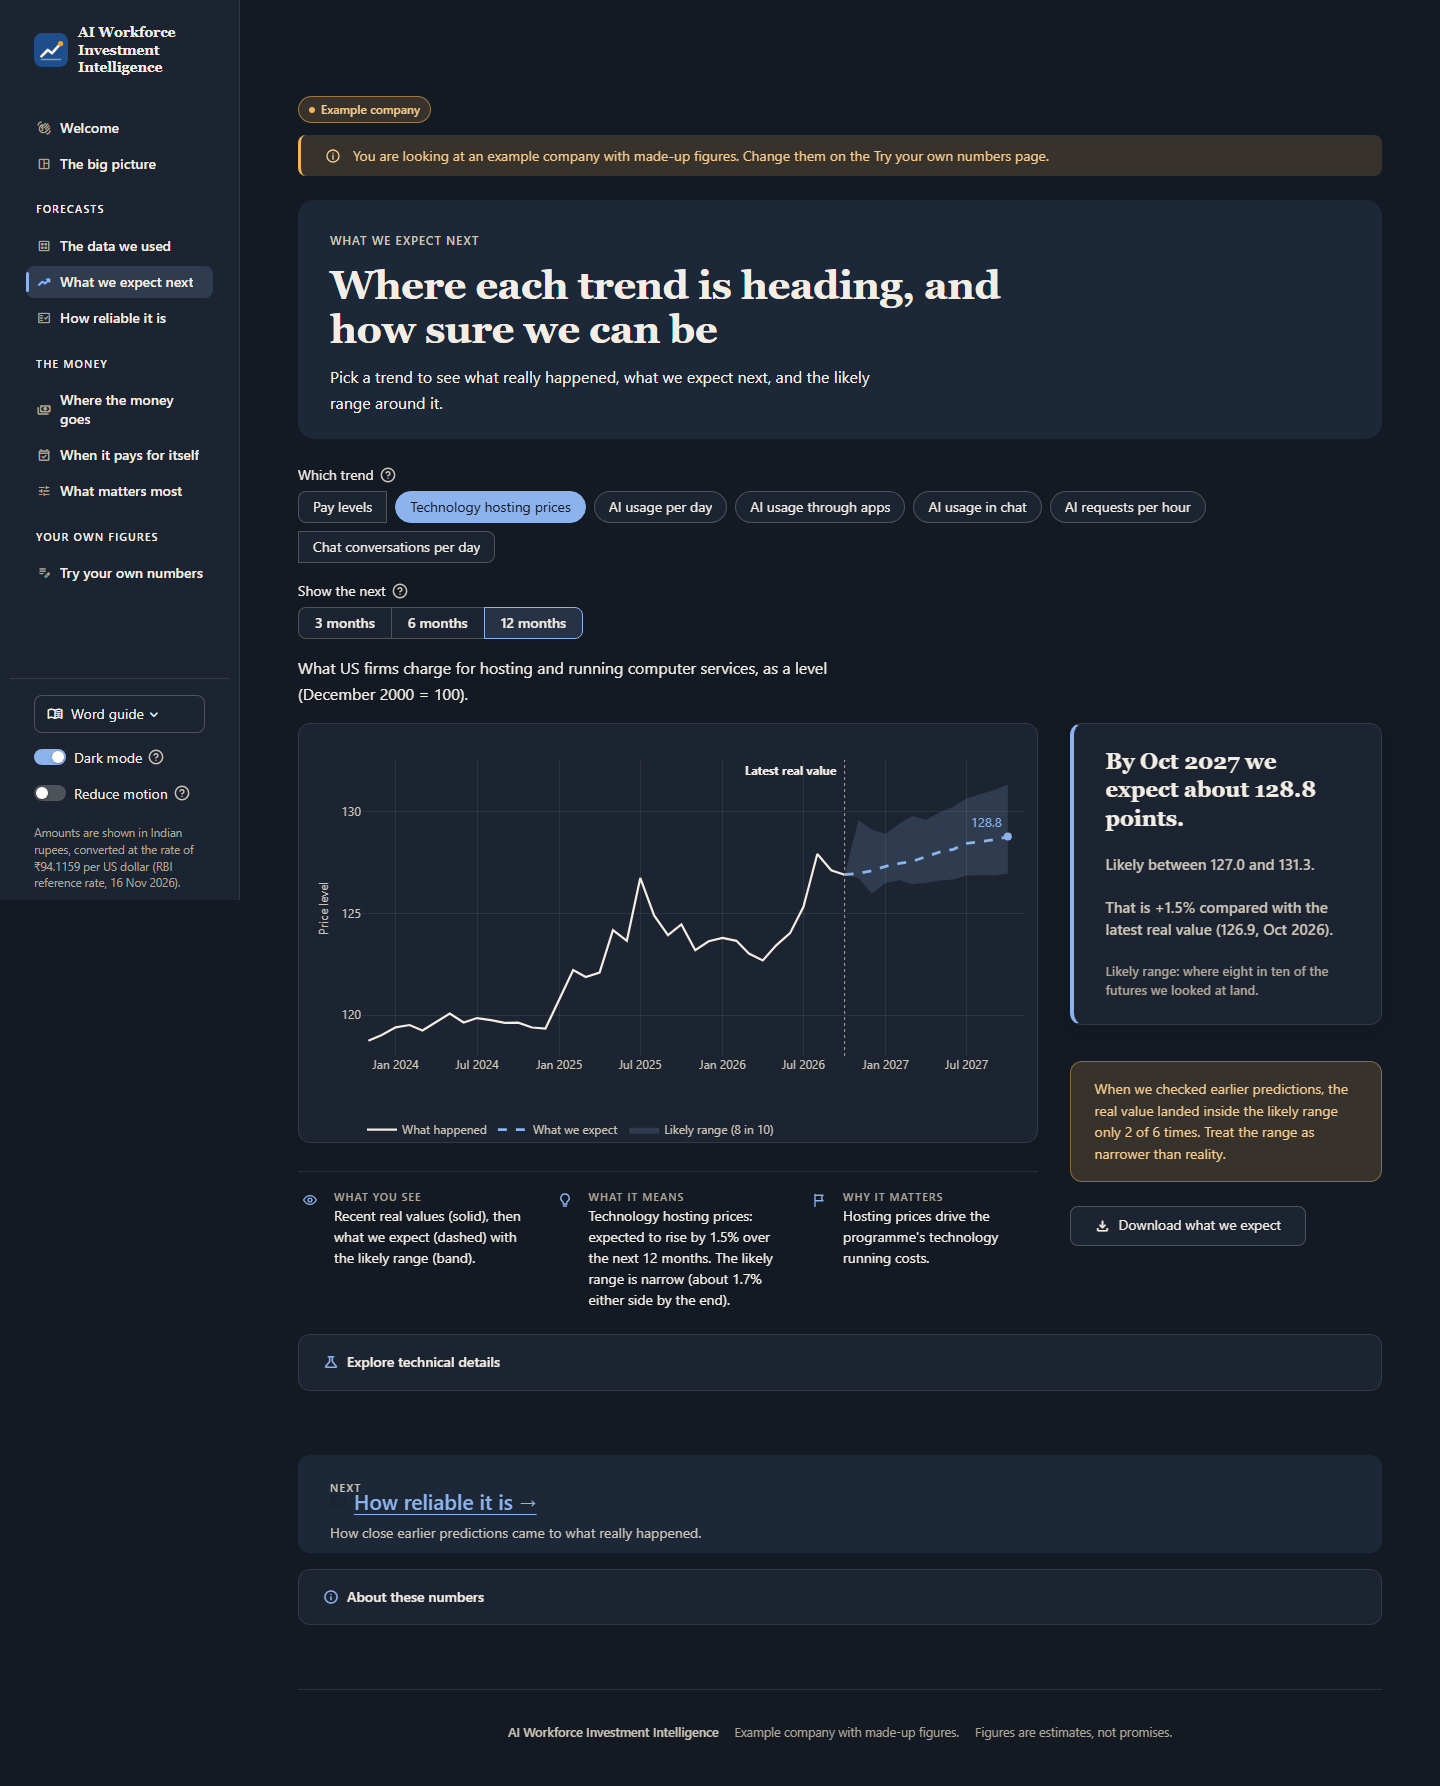 AI Workforce
Investment
Intelligence
Welcome
The big picture
FORECASTS
The data we used
What we expect next
How reliable it is
THE MONEY
Where the money
goes
When it pays for itself
What matters most
YOUR OWN FIGURES
Try your own numbers
Word guide
Dark mode
Reduce motion
Amounts are shown in Indian
rupees, converted at the rate of
₹94.1159 per US dollar (RBI
reference rate, 16 Nov 2026).
Example company
You are looking at an example company with made-up figures. Change them on the Try your own numbers page.
WHAT WE EXPECT NEXT
Where each trend is heading, and
how sure we can be
Pick a trend to see what really happened, what we expect next, and the likely
range around it.
Which trend
Pay levels
Technology hosting prices
AI usage per day
AI usage through apps
AI usage in chat
AI requests per hour
Chat conversations per day
Show the next
3 months
6 months
12 months
What US firms charge for hosting and running computer services, as a level
(December 2000 = 100).
Latest real value
128.8
130
125
120
Price level
Jan 2024
Jul 2024
Jan 2025
Jul 2025
Jan 2026
Jul 2026
Jan 2027
Jul 2027
What happened
What we expect
Likely range (8 in 10)
By Oct 2027 we
expect about 128.8
points.
Likely between 127.0 and 131.3.
That is +1.5% compared with the
latest real value (126.9, Oct 2026).
Likely range: where eight in ten of the
futures we looked at land.
When we checked earlier predictions, the
real value landed inside the likely range
only 2 of 6 times. Treat the range as
narrower than reality.
Download what we expect
WHAT YOU SEE
Recent real values (solid), then
what we expect (dashed) with
the likely range (band).
WHAT IT MEANS
Technology hosting prices:
expected to rise by 1.5% over
the next 12 months. The likely
range is narrow (about 1.7%
either side by the end).
WHY IT MATTERS
Hosting prices drive the
programme's technology
running costs.
Explore technical details
NEXT
How reliable it is →
How close earlier predictions came to what really happened.
About these numbers
AI Workforce Investment Intelligence
Example company with made-up figures.
Figures are estimates, not promises.